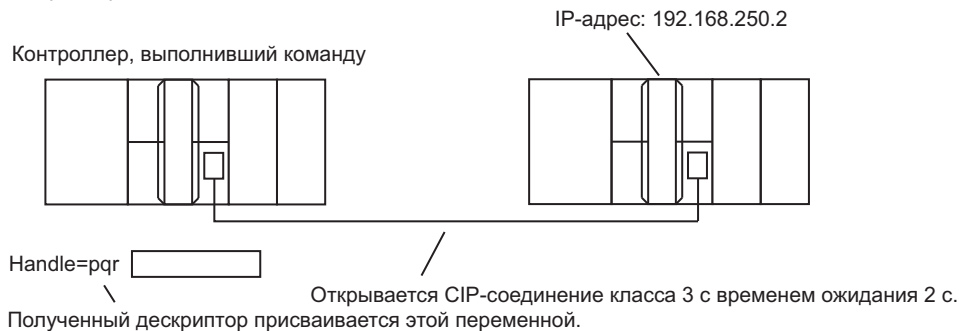 IP-адрес: 192.168.250.2
Контроллер, выполнивший команду
Handle=pqr
Открывается CIP-соединение класса 3 с временем ожидания 2 с.
Полученный дескриптор присваивается этой переменной.